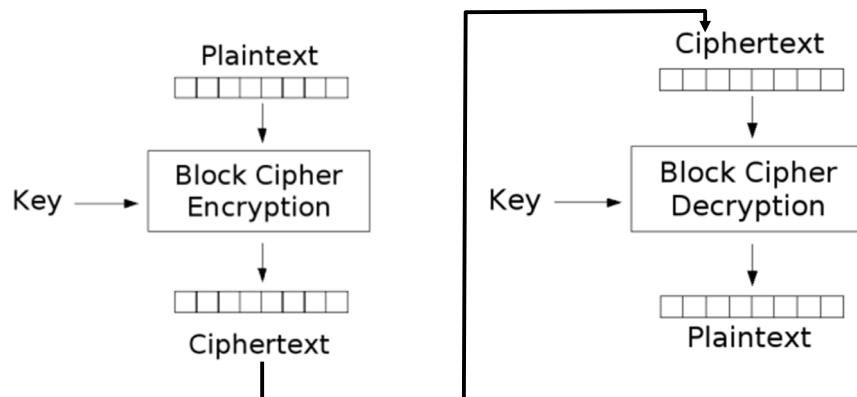 Plaintext
Key
Block Cipher
Encryption
Ciphertext
Ciphertext
Key
Block Cipher
Decryption
Plaintext